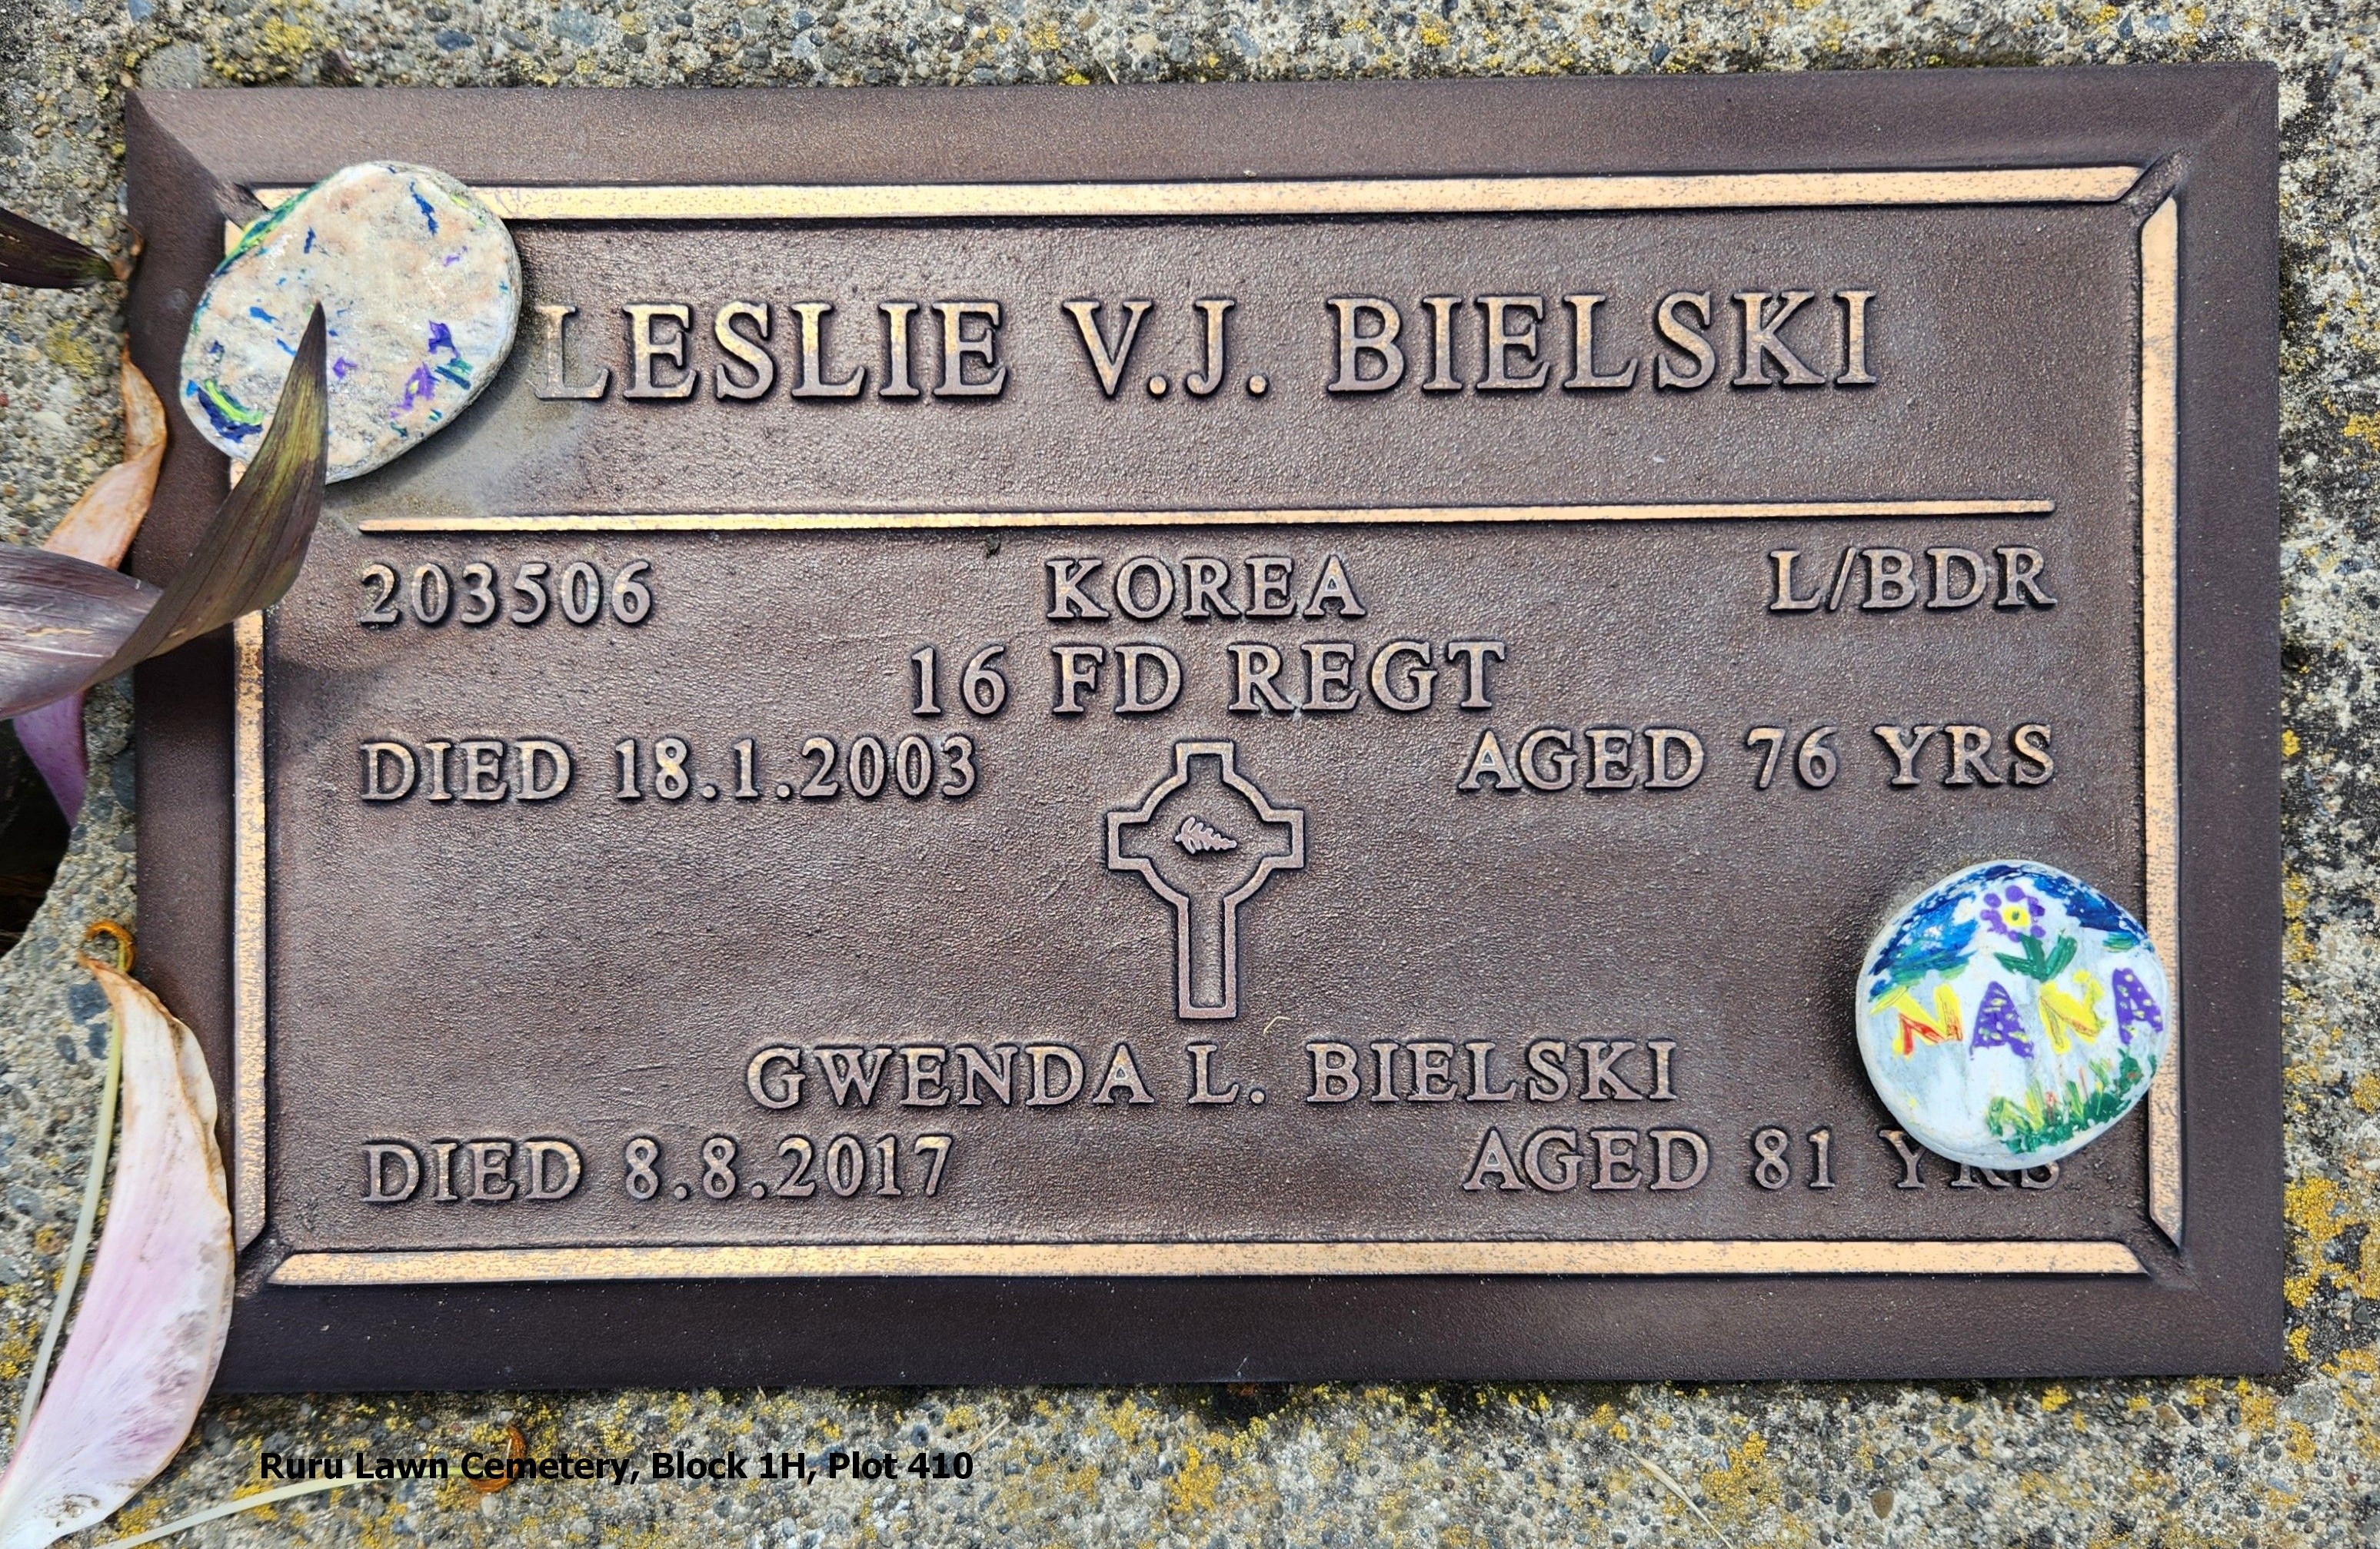 LESLIE V.J. BIELSKI
203506 KOREA L/BDR
16 FD REGT
DIED 18.1.2003 AGED 76 YRS
NANA
GWENDA L. BIELSKI
DIED 8.8.2017 AGED 81 YRS
Ruru Lawn Cemetery, Block 1H, Plot 410